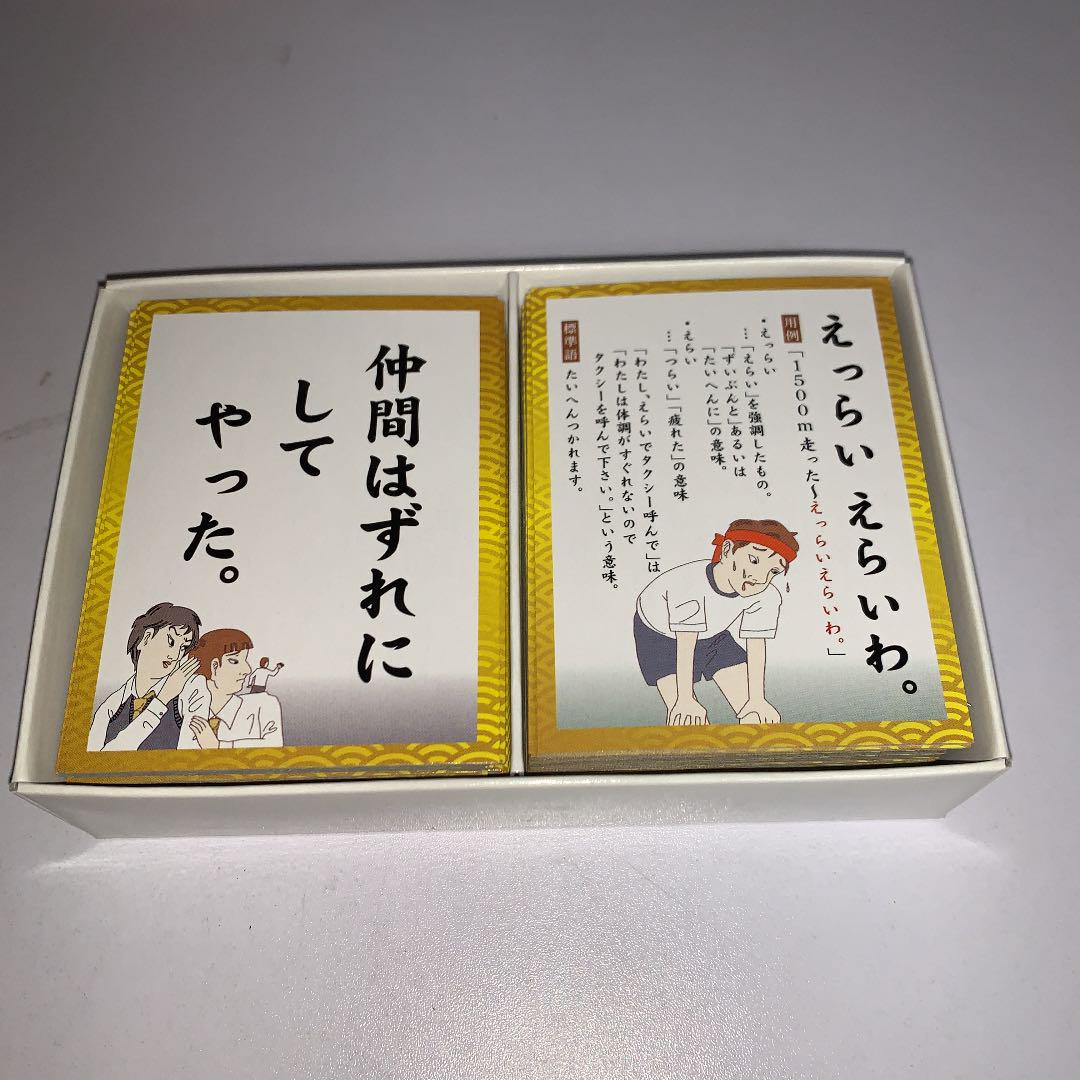 仲間はずれに
して
やった。
えっらい えらいわ。
用例
「1500m走った〜えっらいえらいわ。」
・えっらい
…「えらい」を強調したもの。
「ずいぶんと」あるいは
「たいへんに」の意味。
・えらい
…「つらい」「疲れた」の意味
「わたし、えらいでタクシー呼んで」は
「わたしは体調がすぐれないので
タクシーを呼んで下さい。」という意味。
標準語
たいへんつかれます。